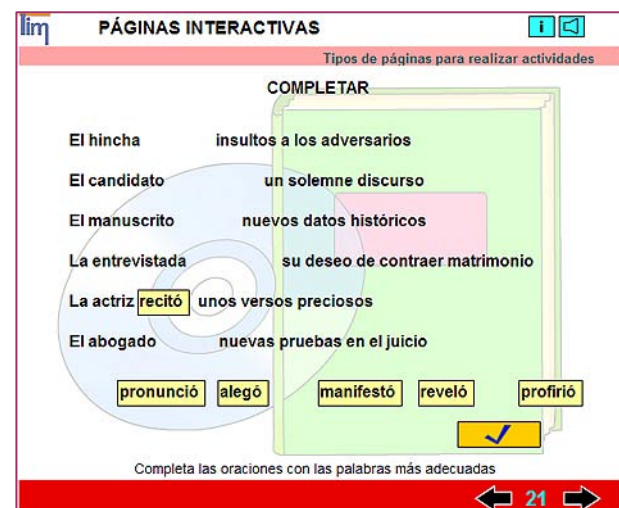 lim PÁGINAS INTERACTIVAS i
Tipos de páginas para realizar actividades
COMPLETAR
El hincha insultos a los adversarios
El candidato un solemne discurso
El manuscrito nuevos datos históricos
La entrevistada su deseo de contraer matrimonio
La actriz recitó unos versos preciosos
El abogado nuevas pruebas en el juicio
pronunció alegó manifestó reveló profirió
Completa las oraciones con las palabras más adecuadas
21